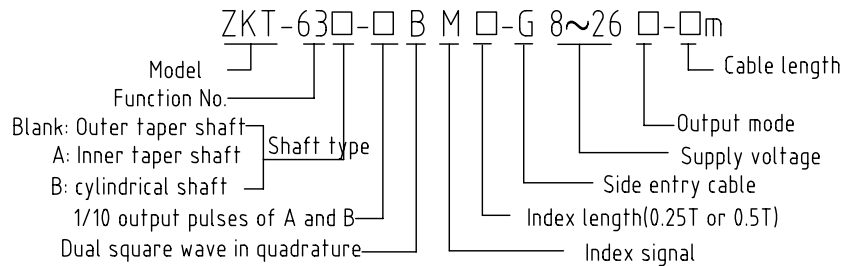 ZKT-63□-□ B M □-G 8~26 □-□m
Model
Cable length
Function No.
Blank: Outer taper shaft
Output mode
Shaft type
A: Inner taper shaft
Supply voltage
B: cylindrical shaft
Side entry cable
1/10 output pulses of A and B
Index length(0.25T or 0.5T)
Dual square wave in quadrature
Index signal